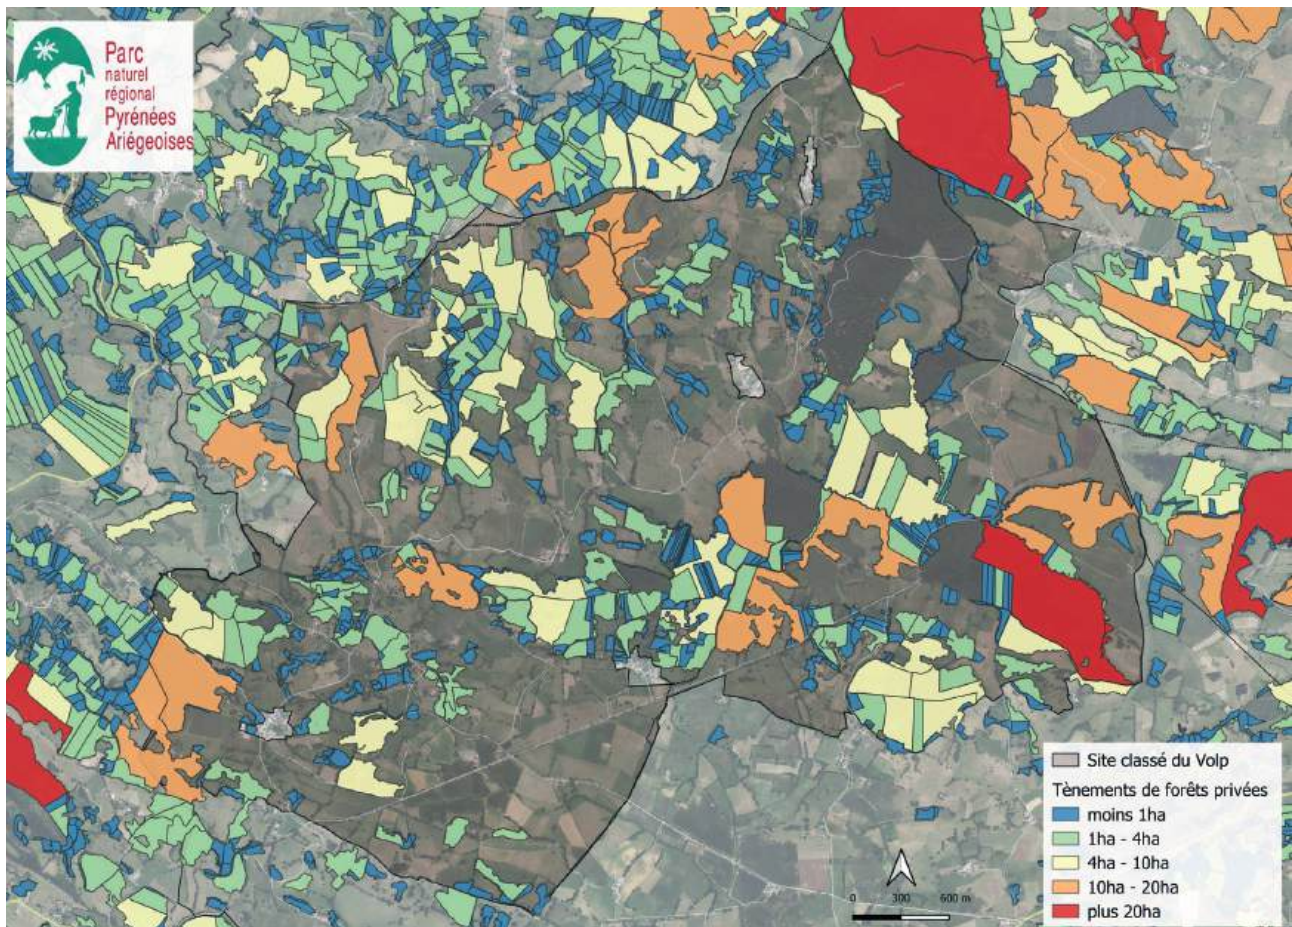 Parc
naturel
régional
Pyrénées
Ariégeoises
Site classé du Volp
Tènements de forêts privées
moins 1ha
1ha - 4ha
4ha - 10ha
10ha - 20ha
plus 20ha
0 300 600 m